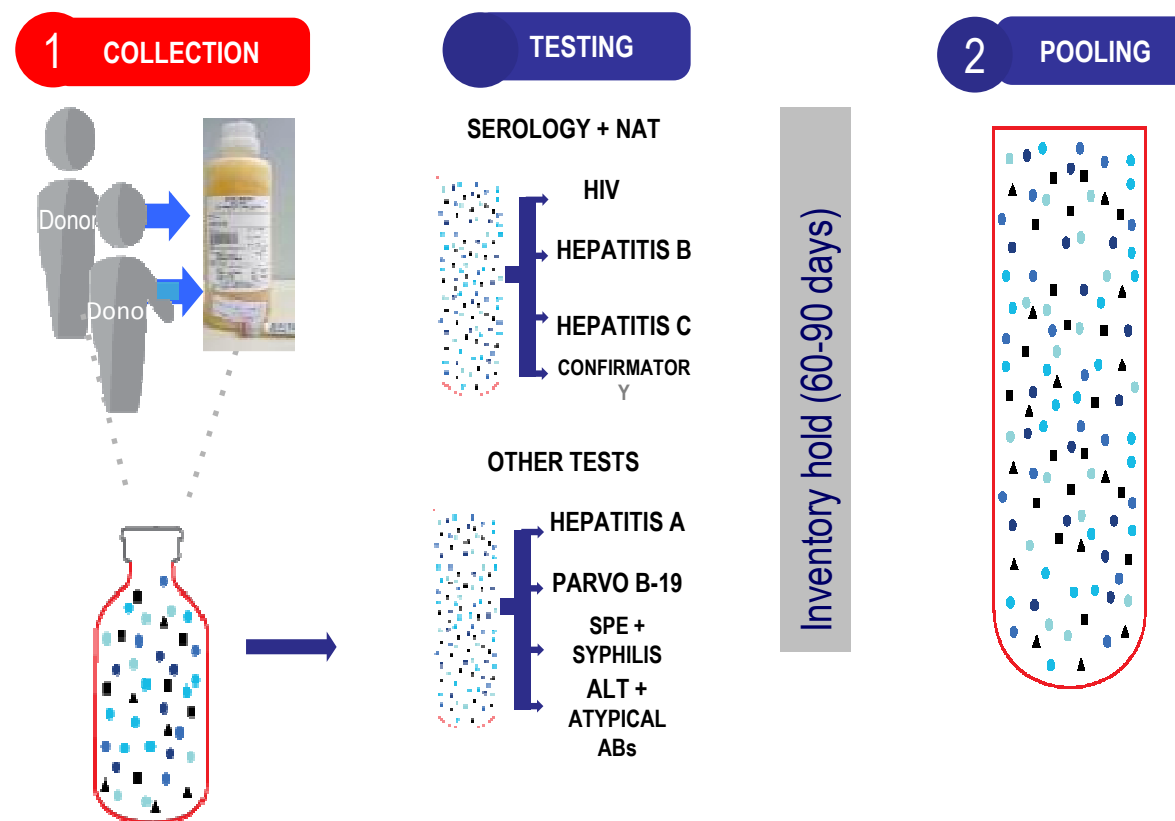 1 COLLECTION
Donor
Donor
TESTING
SEROLOGY + NAT
HIV
HEPATITIS B
HEPATITIS C
CONFIRMATOR
Y
OTHER TESTS
HEPATITIS A
PARVO B-19
SPE +
SYPHILIS
ALT +
ATYPICAL
ABs
Inventory hold (60-90 days)
2 POOLING